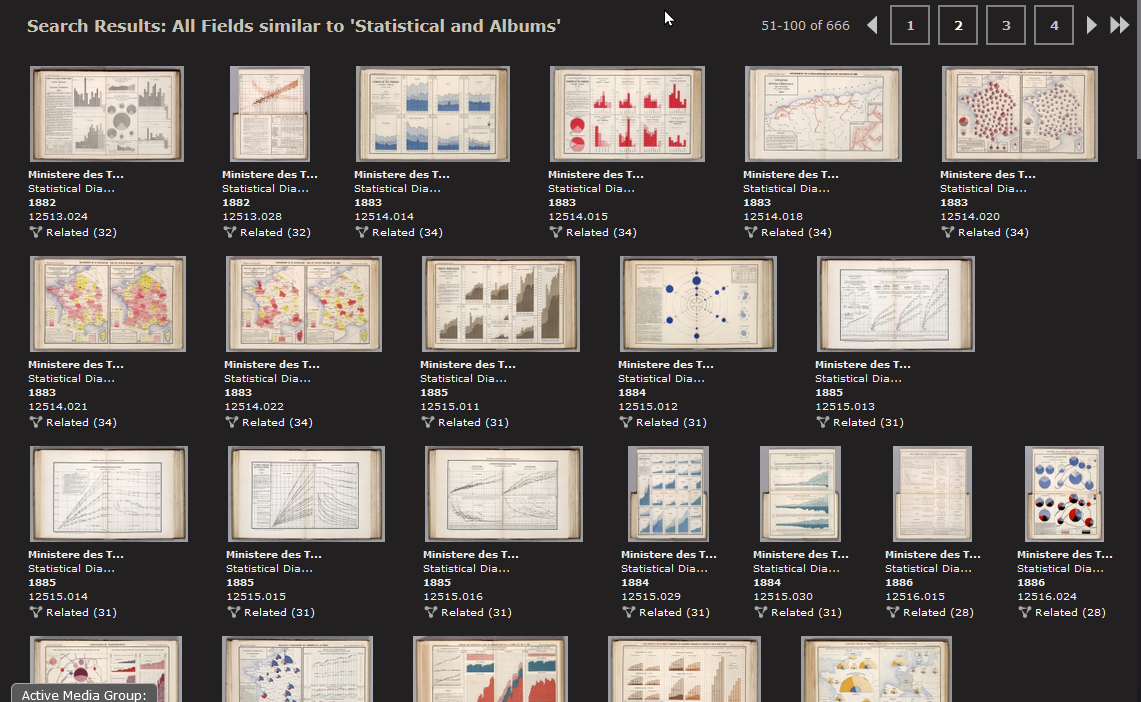 Search Results: All Fields similar to 'Statistical and Albums'
51-100 of 666
1 2 3 4
Ministere des T... Ministere des T... Ministere des T... Ministere des T... Ministere des T... Ministere des T...
Statistical Dia... Statistical Dia... Statistical Dia... Statistical Dia... Statistical Dia... Statistical Dia...
1882 1882 1883 1883 1883 1883
12513.024 12513.028 12514.014 12514.015 12514.018 12514.020
Related (32) Related (32) Related (34) Related (34) Related (34) Related (34)
Ministere des T... Ministere des T... Ministere des T... Ministere des T... Ministere des T...
Statistical Dia... Statistical Dia... Statistical Dia... Statistical Dia... Statistical Dia...
1883 1883 1885 1884 1885
12514.021 12514.022 12515.011 12515.012 12515.013
Related (34) Related (34) Related (31) Related (31) Related (31)
Ministere des T... Ministere des T... Ministere des T... Ministere des T... Ministere des T... Ministere des T... Ministere des T...
Statistical Dia... Statistical Dia... Statistical Dia... Statistical Dia... Statistical Dia... Statistical Dia... Statistical Dia...
1885 1885 1885 1884 1884 1886 1886
12515.014 12515.015 12515.016 12515.029 12515.030 12516.015 12516.024
Related (31) Related (31) Related (31) Related (31) Related (31) Related (28) Related (28)
Active Media Group: